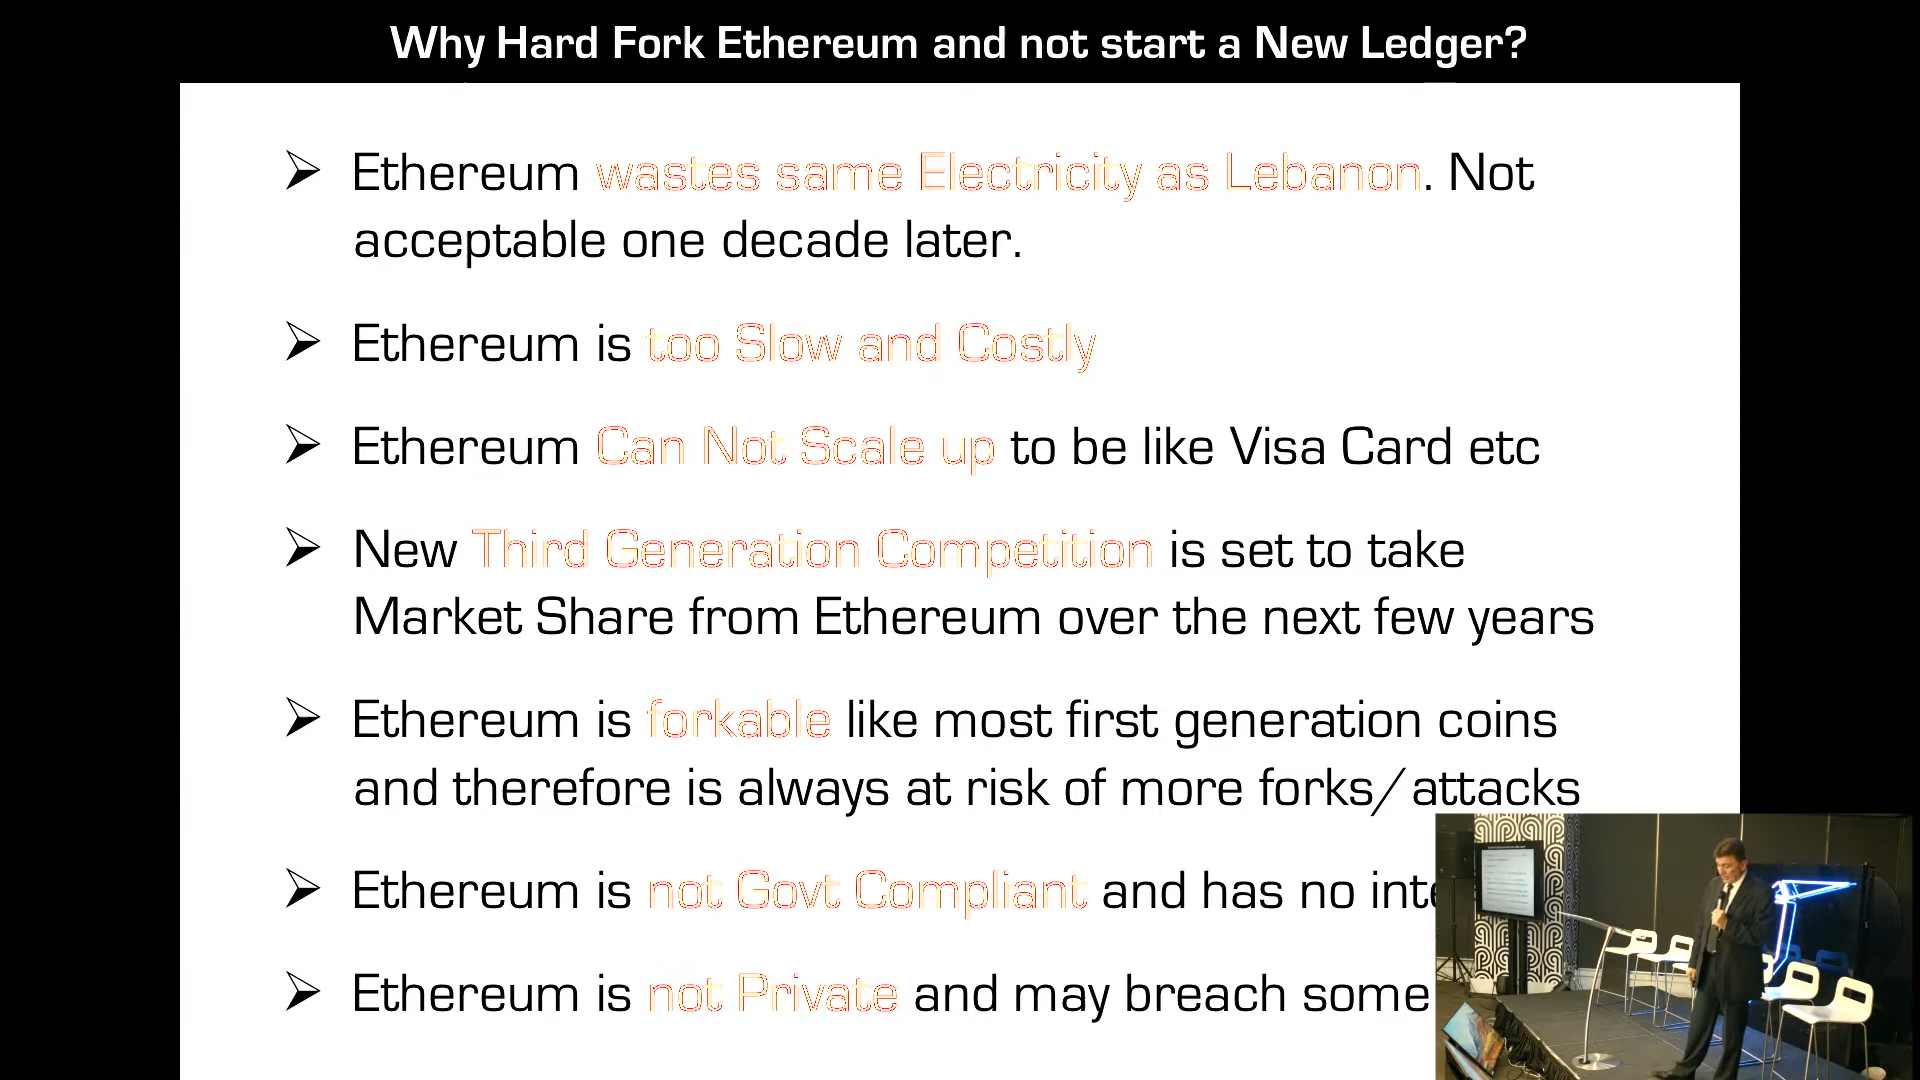 Why Hard Fork Ethereum and not start a New Ledger?
Ethereum wastes same Electricity as Lebanon. Not
acceptable one decade later.
Ethereum is too Slow and Costly
Ethereum Can Not Scale up to be like Visa Card etc
New Third Generation Competition is set to take
Market Share from Ethereum over the next few years
Ethereum is forkable like most first generation coins
and therefore is always at risk of more forks/attacks
Ethereum is not Govt Compliant and has no
Ethereum is not Private and may breach some